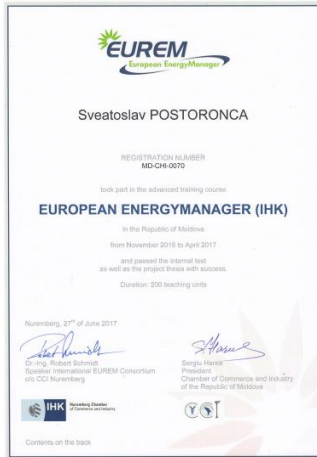 EUREM
European EnergyManager
Sveatoslav POSTORONCA
REGISTRATION NUMBER
MD-CHI-0070
took part in the advanced training course
EUROPEAN ENERGYMANAGER (IHK)
in the Republic of Moldova
from November 2016 to April 2017
and passed the internal test
as well as the project thesis with success.
Duration: 200 teaching units
Nuremberg, 27th of June 2017
Dr.-Ing. Robert Schmidt
Speaker International EUREM Consortium
c/o CCI Nuremberg
Sergiu Harea
President
Chamber of Commerce and Industry
of the Republic of Moldova
IHK
Nuremberg Chamber
of Commerce and Industry
Contents on the back